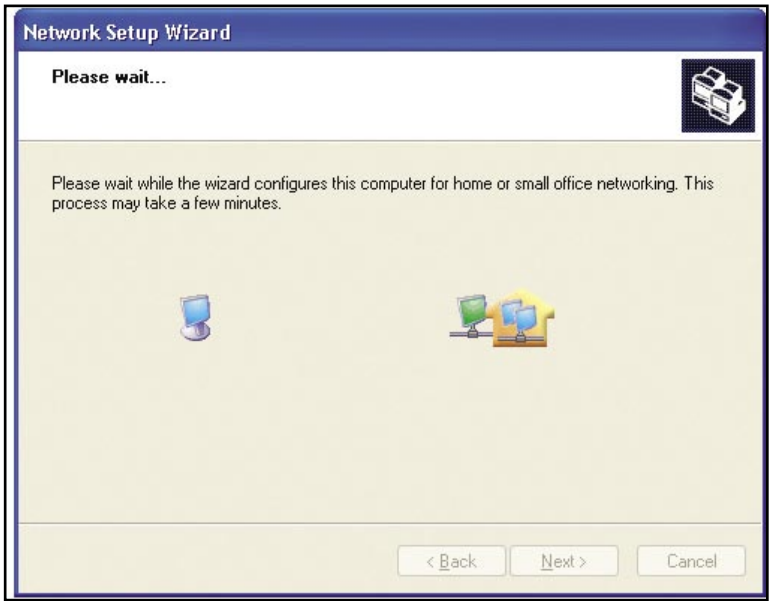 Network Setup Wizard
Please wait...
Please wait while the wizard configures this computer for home or small office networking. This
process may take a few minutes.
< Back
Next >
Cancel